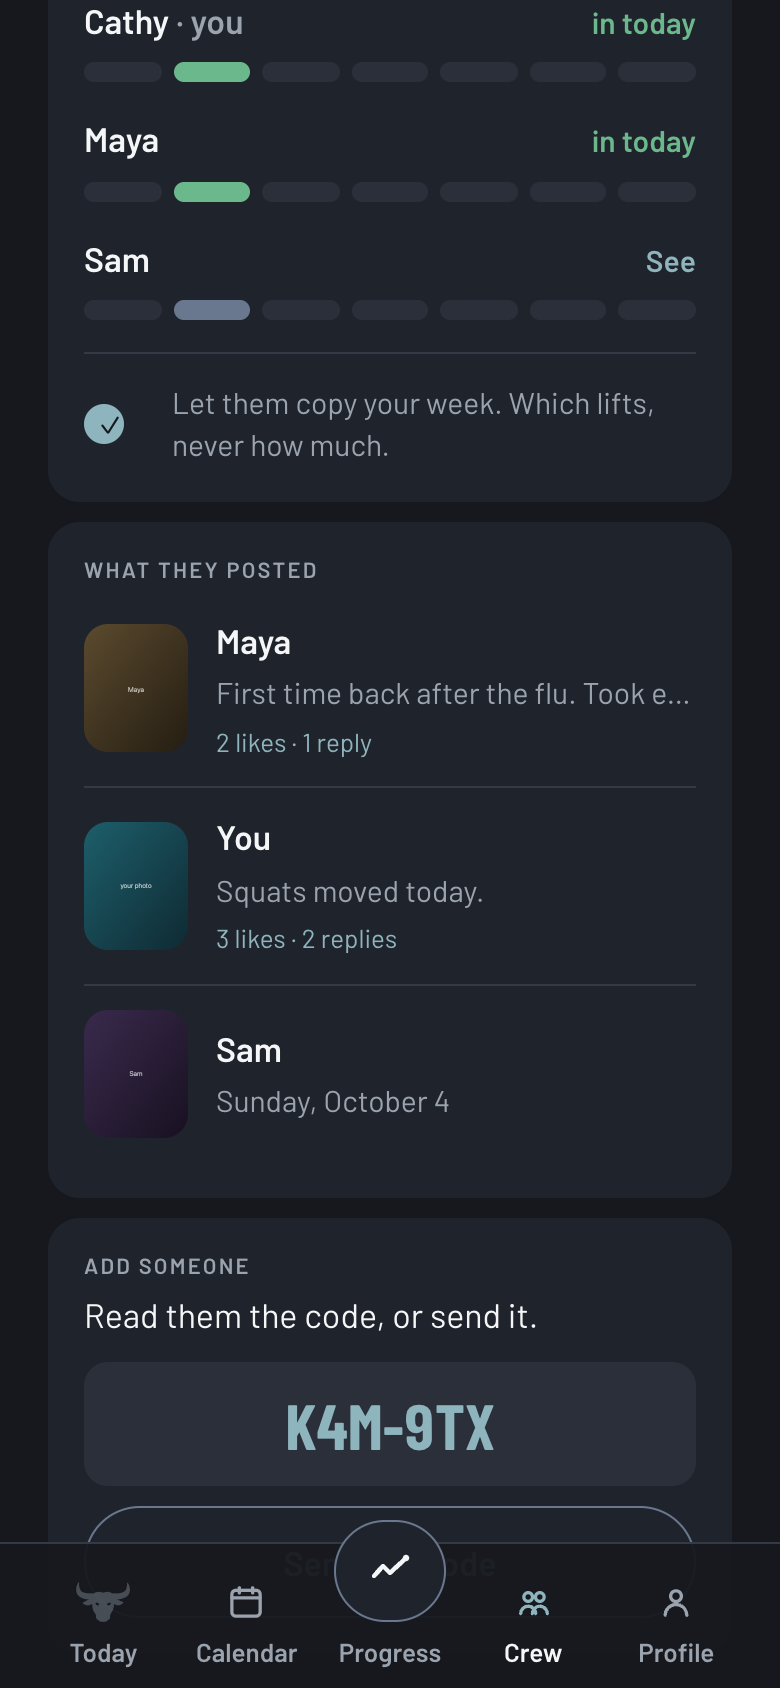 Cathy · you
in today
Maya
in today
Sam
See
Let them copy your week. Which lifts,
never how much.
WHAT THEY POSTED
Maya
Maya
First time back after the flu. Took e...
2 likes · 1 reply
your photo
You
Squats moved today.
3 likes · 2 replies
Sam
Sam
Sunday, October 4
ADD SOMEONE
Read them the code, or send it.
K4M-9TX
Today
Calendar
Progress
Crew
Profile